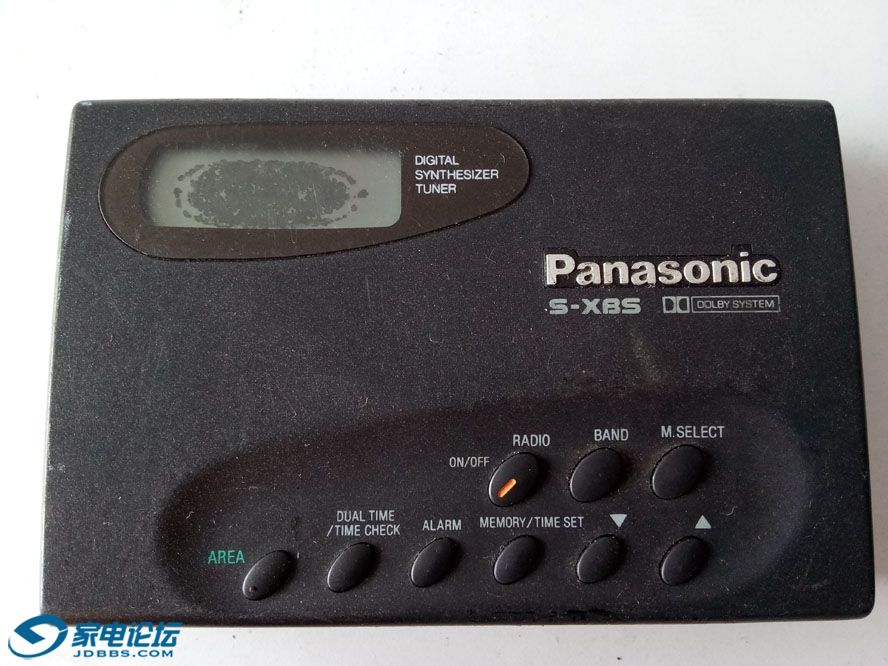 DIGITAL
SYNTHESIZER
TUNER
Panasonic
S-XBS DOLBY SYSTEM
RADIO BAND M.SELECT
ON/OFF
DUAL TIME
/TIME CHECK ALARM MEMORY/TIME SET ▼ ▲
AREA
家电论坛
JDBBS.COM